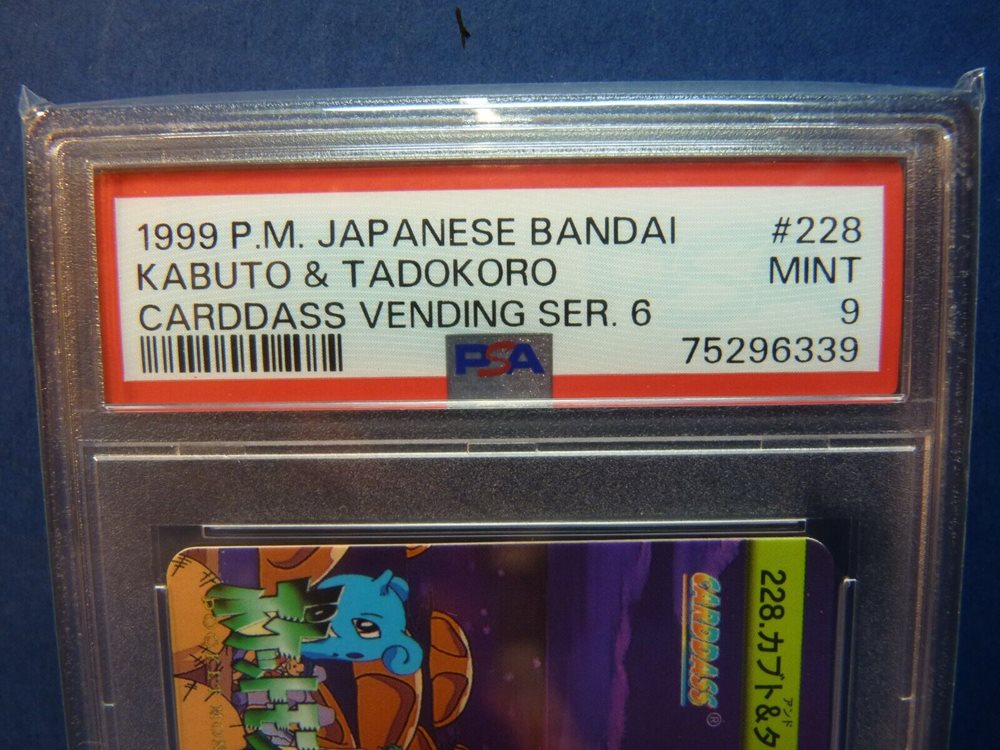 1999 P.M. JAPANESE BANDAI #228
KABUTO & TADOKORO MINT
CARDDASS VENDING SER. 6 9
PSA 75296339
CARDDASS®
228.カブト&タ
アンド